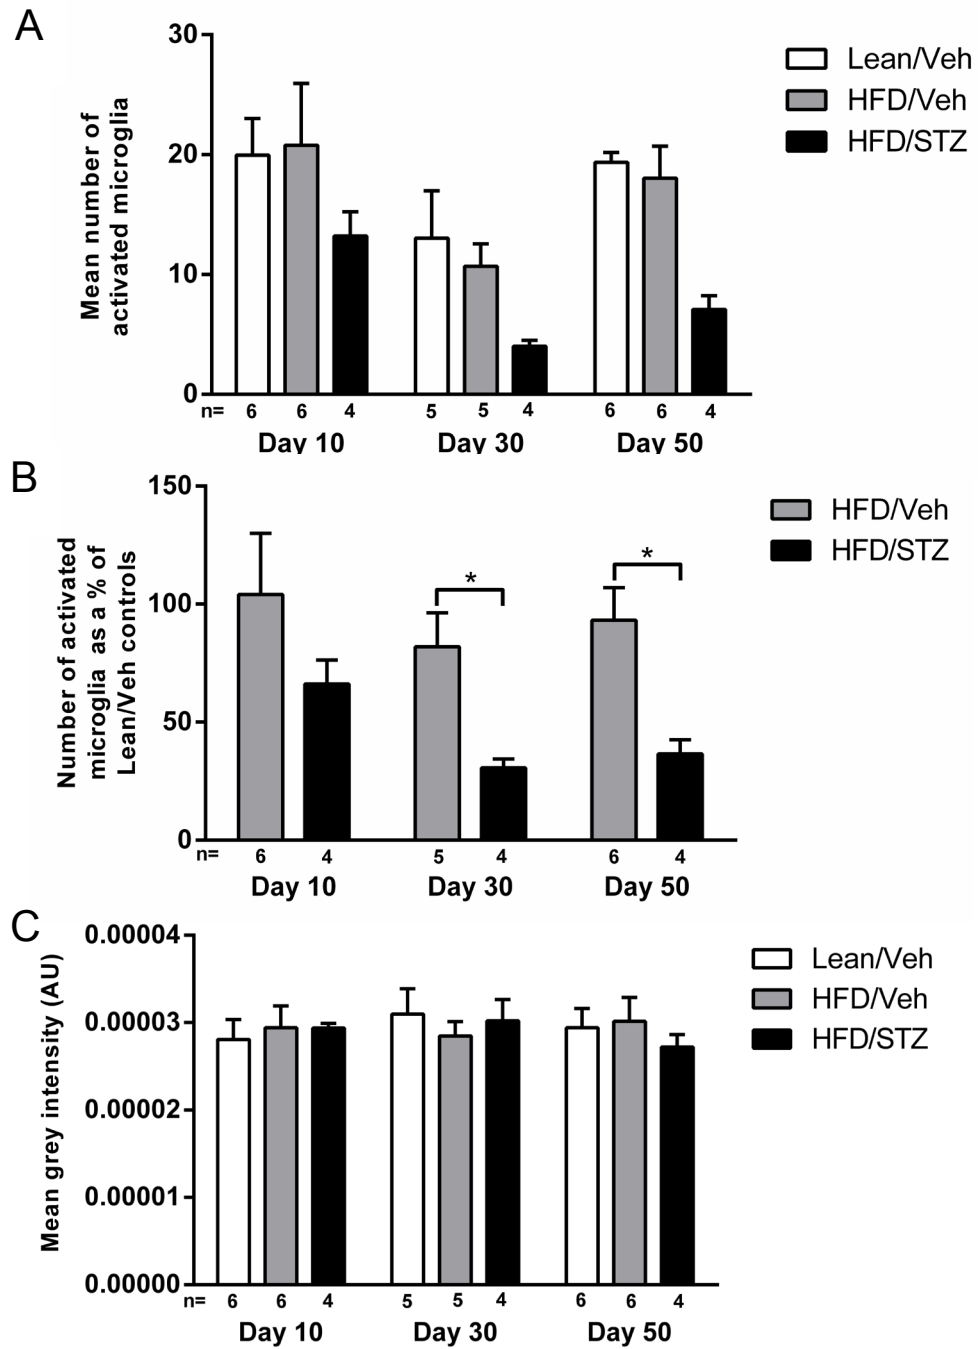 A
Mean number of
activated microglia
30
20
10
0
Lean/Veh
HFD/Veh
HFD/STZ
n= 6 6 4 5 5 4 6 6 4
Day 10 Day 30 Day 50
B
Number of activated
microglia as a % of
Lean/Veh controls
150
100
50
0
HFD/Veh
HFD/STZ
* *
n= 6 4 5 4 6 4
Day 10 Day 30 Day 50
C
Mean grey intensity (AU)
0.00004
0.00003
0.00002
0.00001
0.00000
Lean/Veh
HFD/Veh
HFD/STZ
n= 6 6 4 5 5 4 6 6 4
Day 10 Day 30 Day 50